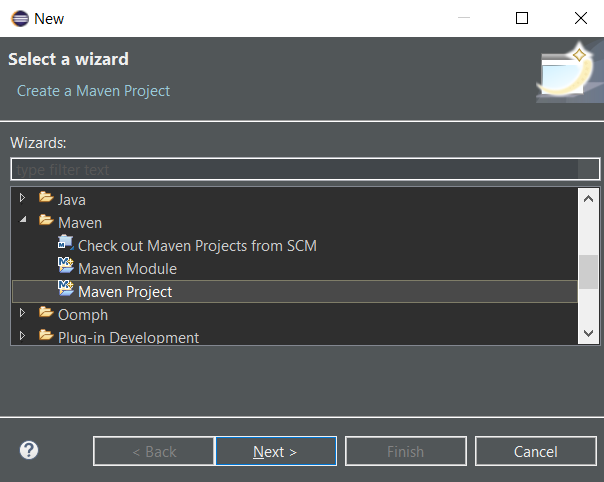 New
Select a wizard
Create a Maven Project
Wizards:
type filter text
Java
Maven
Check out Maven Projects from SCM
Maven Module
Maven Project
Oomph
Plug-in Development
?
< Back
Next >
Finish
Cancel